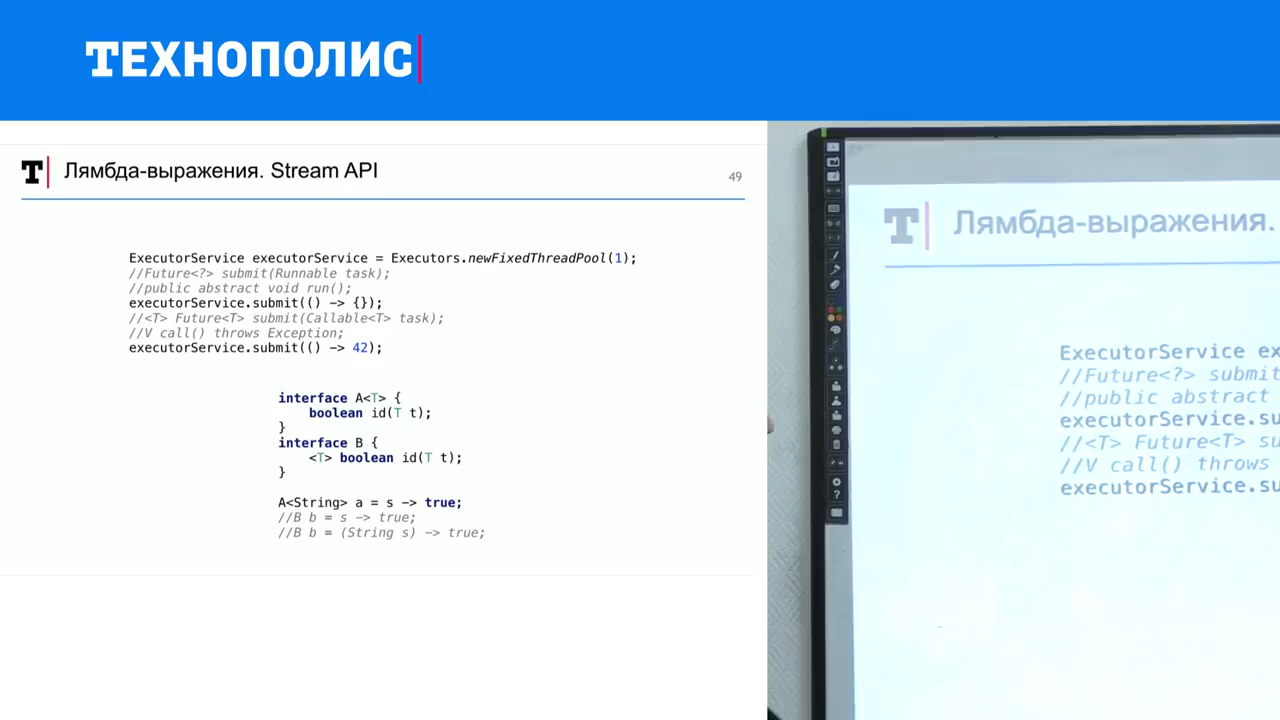 ТЕХНОПОЛИС
Т
Лямбда-выражения. Stream API
49
ExecutorService executorService = Executors.newFixedThreadPool(1);
//Future<?> submit(Runnable task);
//public abstract void run();
executorService.submit(() -> {});
//<T> Future<T> submit(Callable<T> task);
//V call() throws Exception;
executorService.submit(() -> 42);
interface A<T> {
boolean id(T t);
}
interface B {
<T> boolean id(T t);
}
A<String> a = s -> true;
//B b = s -> true;
//B b = (String s) -> true;
Т
Лямбда-выражения.
ExecutorService ex
//Future<?> submit
//public abstract
executorService.su
//<T> Future<T> su
//V call() throws
executorService.su